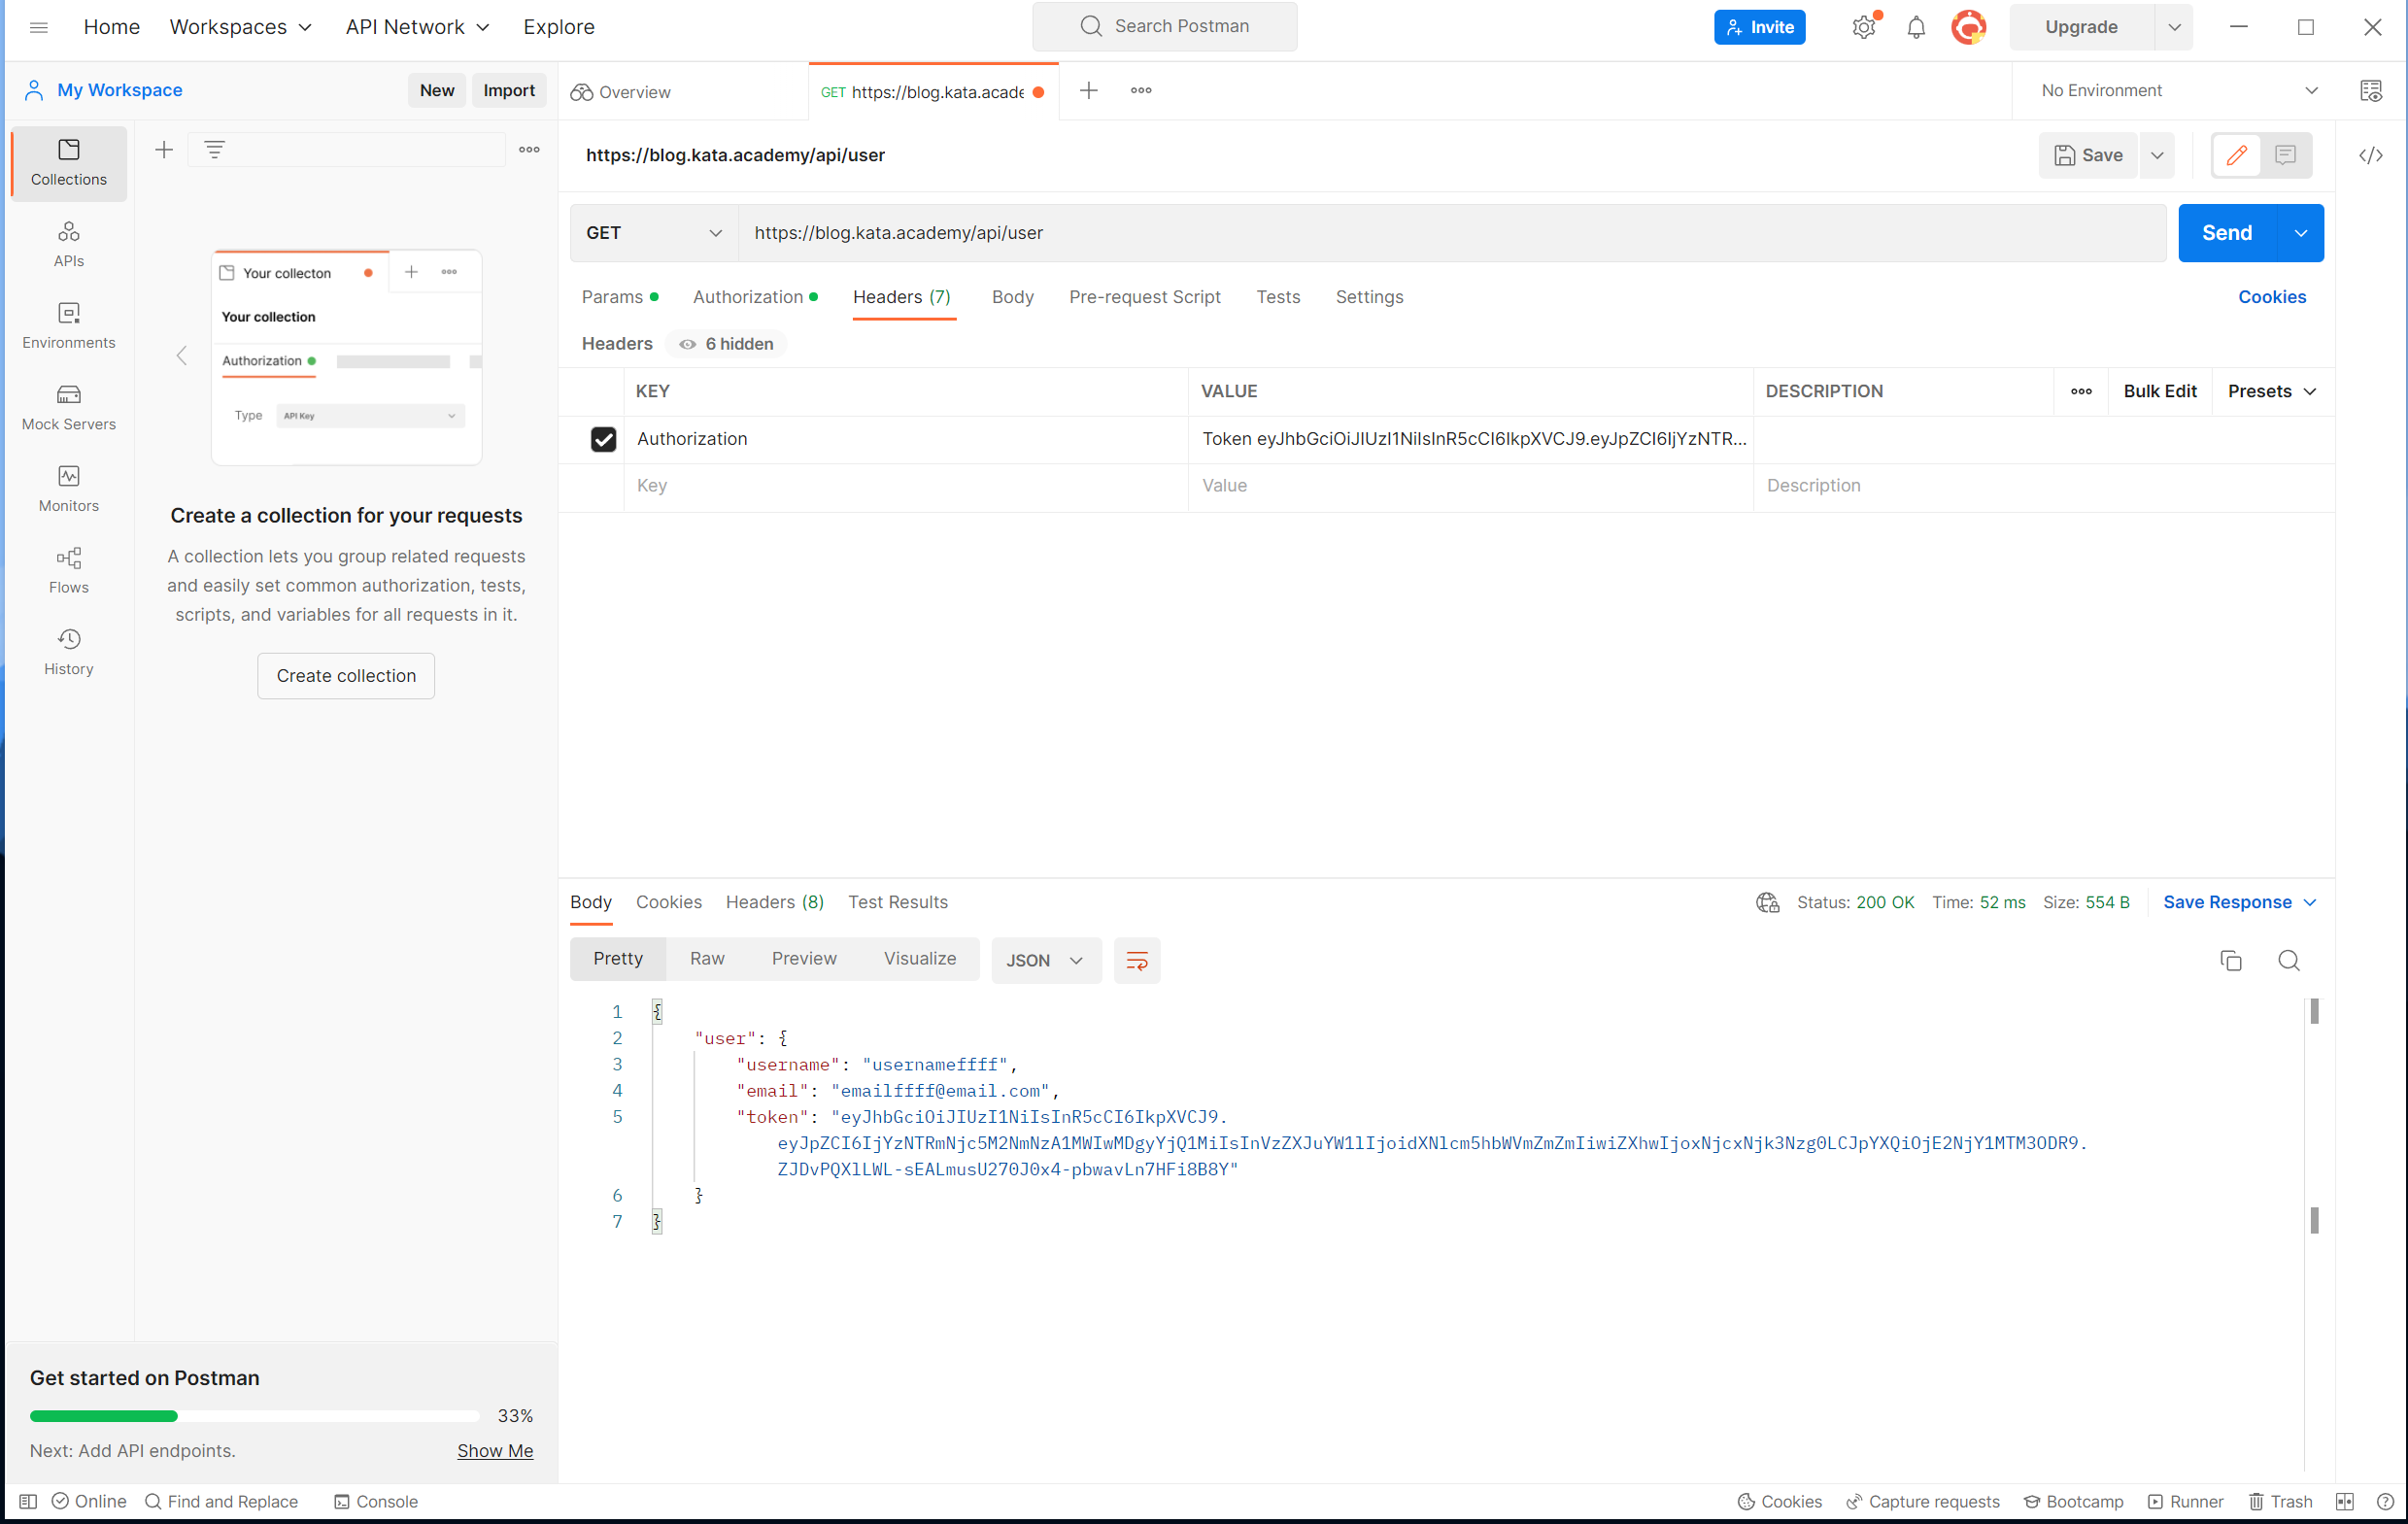 Home Workspaces API Network Explore
Search Postman
Invite
Upgrade
My Workspace
New Import
Overview
GET https://blog.kata.acade
No Environment
Collections
APIs
Environments
Mock Servers
Monitors
Flows
History
Your collecton
Your collection
Authorization
Type API Key
Create a collection for your requests
A collection lets you group related requests
and easily set common authorization, tests,
scripts, and variables for all requests in it.
Create collection
Get started on Postman
33%
Next: Add API endpoints. Show Me
https://blog.kata.academy/api/user
Save
GET https://blog.kata.academy/api/user Send
Params Authorization Headers (7) Body Pre-request Script Tests Settings Cookies
Headers 6 hidden
KEY VALUE DESCRIPTION Bulk Edit Presets
Authorization Token eyJhbGciOiJIUzI1NiIsInR5cCI6IkpXVCJ9.eyJpZCI6IjYzNTR...
Key Value Description
Body Cookies Headers (8) Test Results Status: 200 OK Time: 52 ms Size: 554 B Save Response
Pretty Raw Preview Visualize JSON
1 {
2 "user": {
3 "username": "usernameffff",
4 "email": "emailffff@email.com",
5 "token": "eyJhbGciOiJIUzI1NiIsInR5cCI6IkpXVCJ9.
eyJpZCI6IjYzNTRmNjc5M2NmNzA1MWIwMDgyYjQ1MiIsInVzZXJuYW1lIjoidXNlcm5hbWVmZmZmIiwiZXhwIjoxNjcxNjk3Nzg0LCJpYXQiOjE2NjY1MTM3ODR9.
ZJDvPQXlLWL-sEALmusU270J0x4-pbwavLn7HFi8B8Y"
6 }
7 }
Online Find and Replace Console Cookies Capture requests Bootcamp Runner Trash